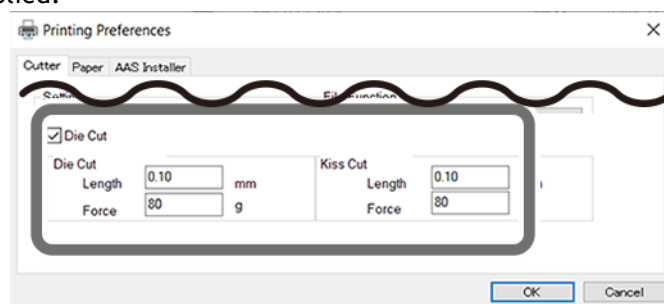 Printing Preferences
Cutter Paper AAS Installer
Die Cut
Die Cut
Length 0.10 mm
Force 80 g
Kiss Cut
Length 0.10
Force 80
OK Cancel